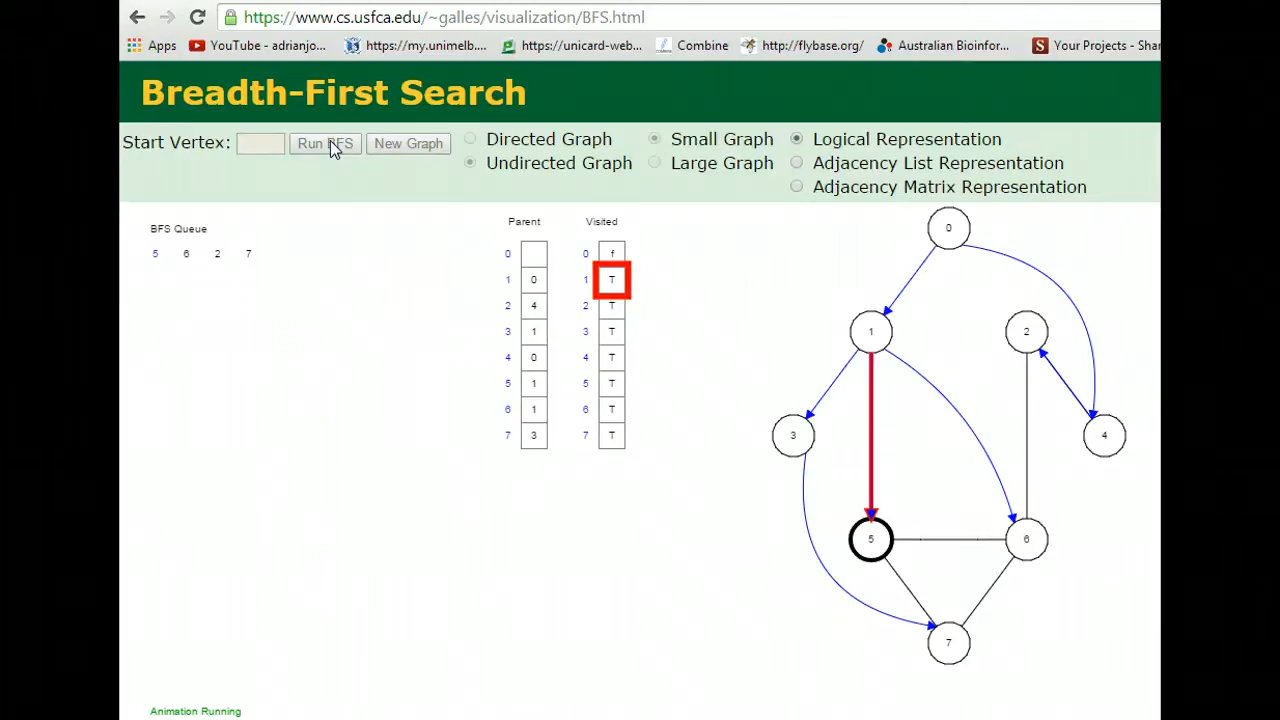 https://www.cs.usfca.edu/~galles/visualization/BFS.html
Apps YouTube - adrianjo... https://my.unimelb.... https://unicard-web... Combine http://flybase.org/ Australian Bioinfor... S Your Projects - Shar
Breadth-First Search
Start Vertex: Run BFS New Graph Directed Graph Small Graph Logical Representation
Undirected Graph Large Graph Adjacency List Representation
Adjacency Matrix Representation
BFS Queue
5 6 2 7
Parent Visited
0 0 f
1 0 1 T
2 4 2 T
3 1 3 T
4 0 4 T
5 1 5 T
6 1 6 T
7 3 7 T
0
1 2
3 4
5 6
7
Animation Running